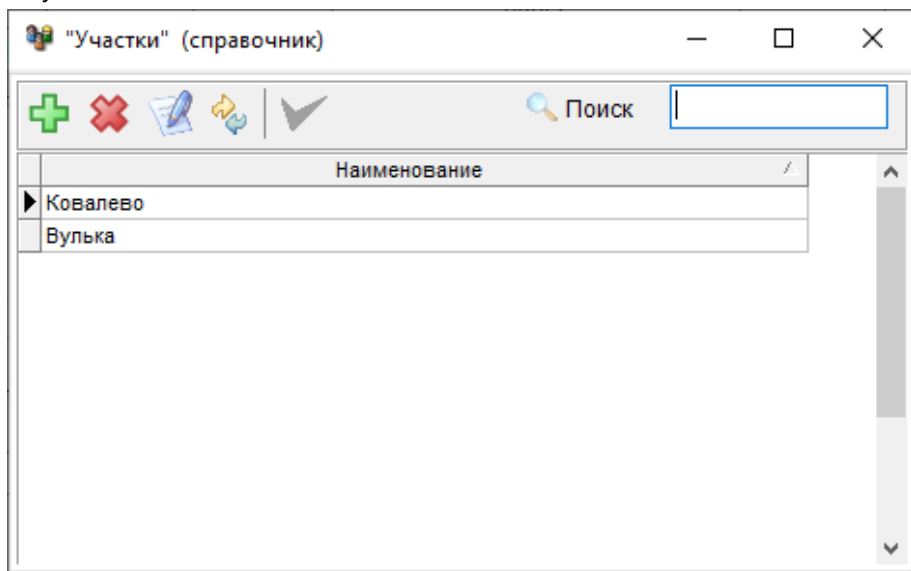 "Участки" (справочник)
Поиск
Наименование
Ковалево
Вулька